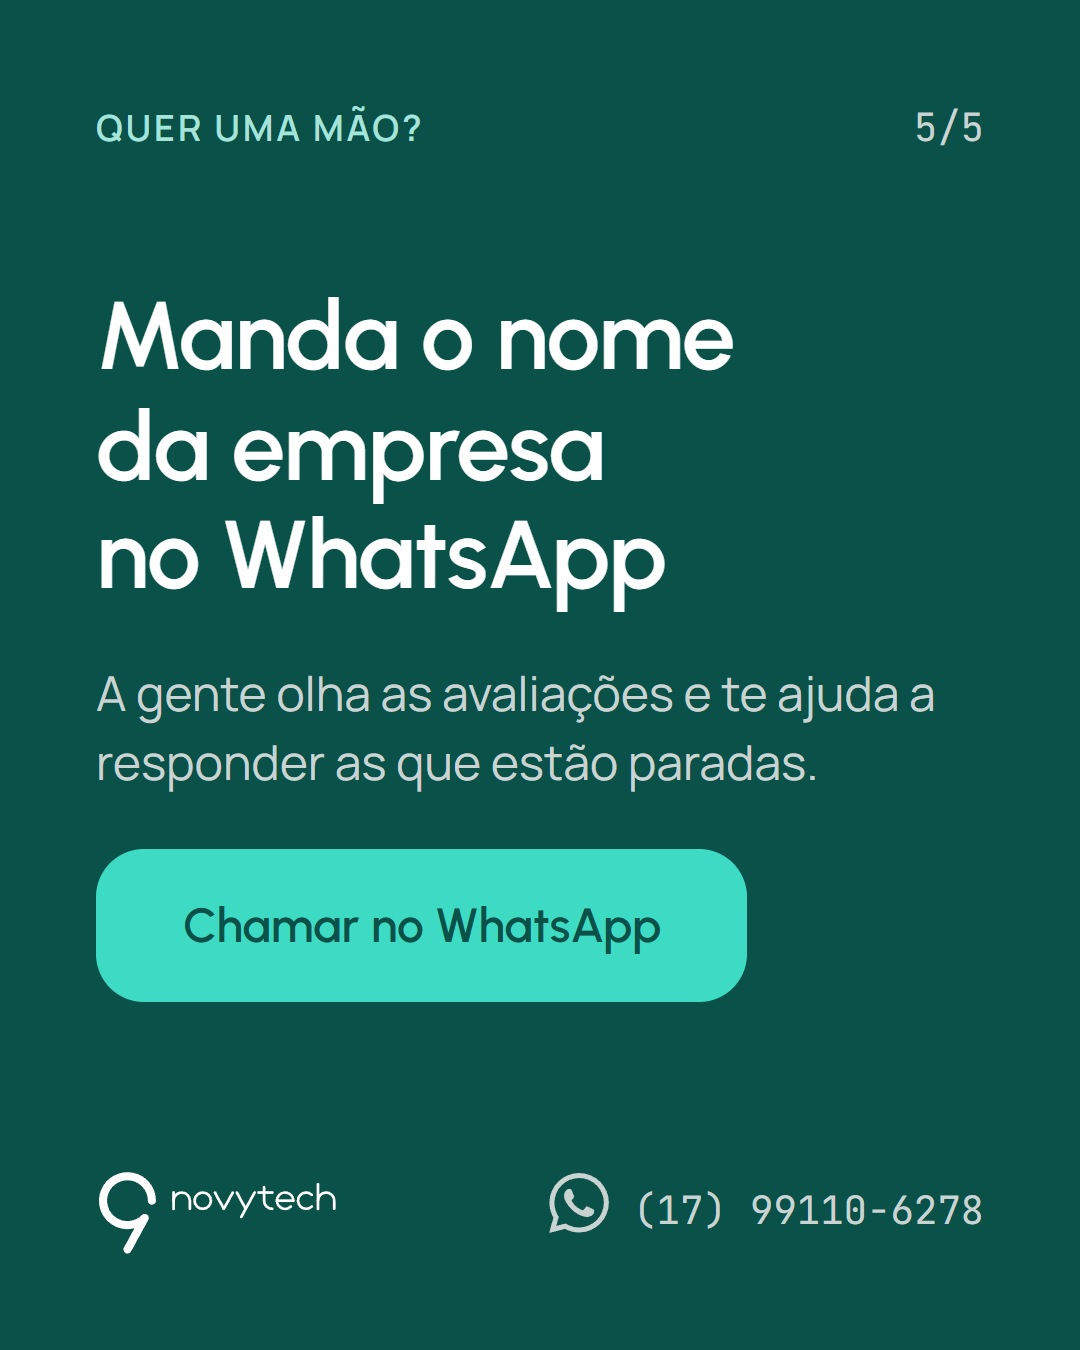 QUER UMA MÃO?
5/5
Manda o nome
da empresa
no WhatsApp
A gente olha as avaliações e te ajuda a
responder as que estão paradas.
Chamar no WhatsApp
novytech
(17) 99110-6278